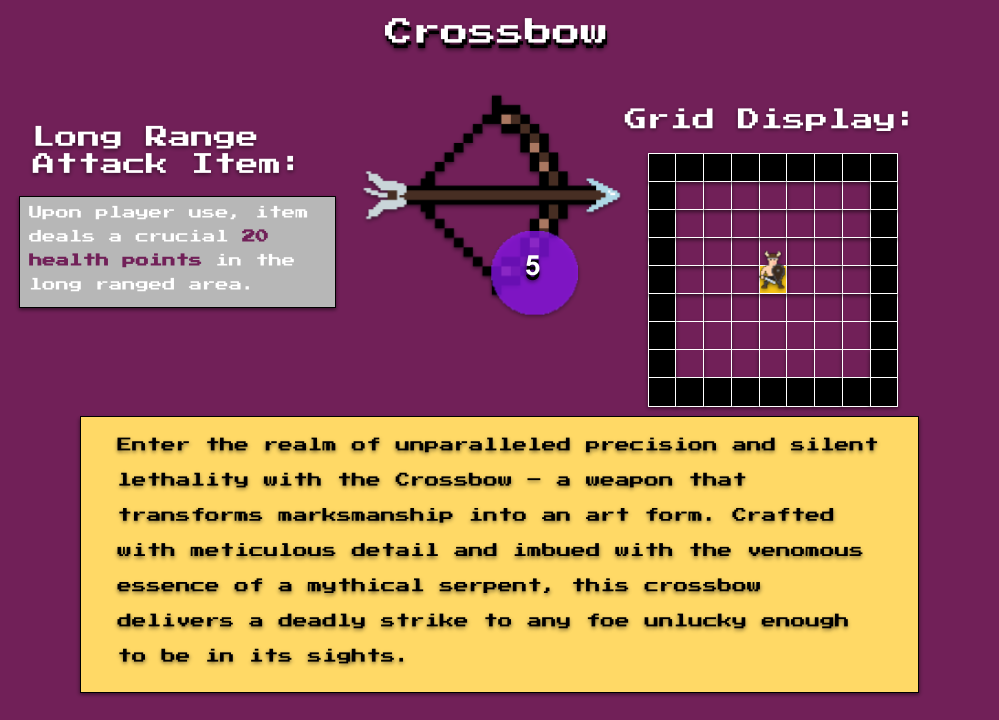 Crossbow
Long Range
Attack Item:
Upon player use, item
deals a crucial 20
health points in the
long ranged area.
5
Grid Display:
Enter the realm of unparalleled precision and silent
lethality with the Crossbow – a weapon that
transforms marksmanship into an art form. Crafted
with meticulous detail and imbued with the venomous
essence of a mythical serpent, this crossbow
delivers a deadly strike to any foe unlucky enough
to be in its sights.